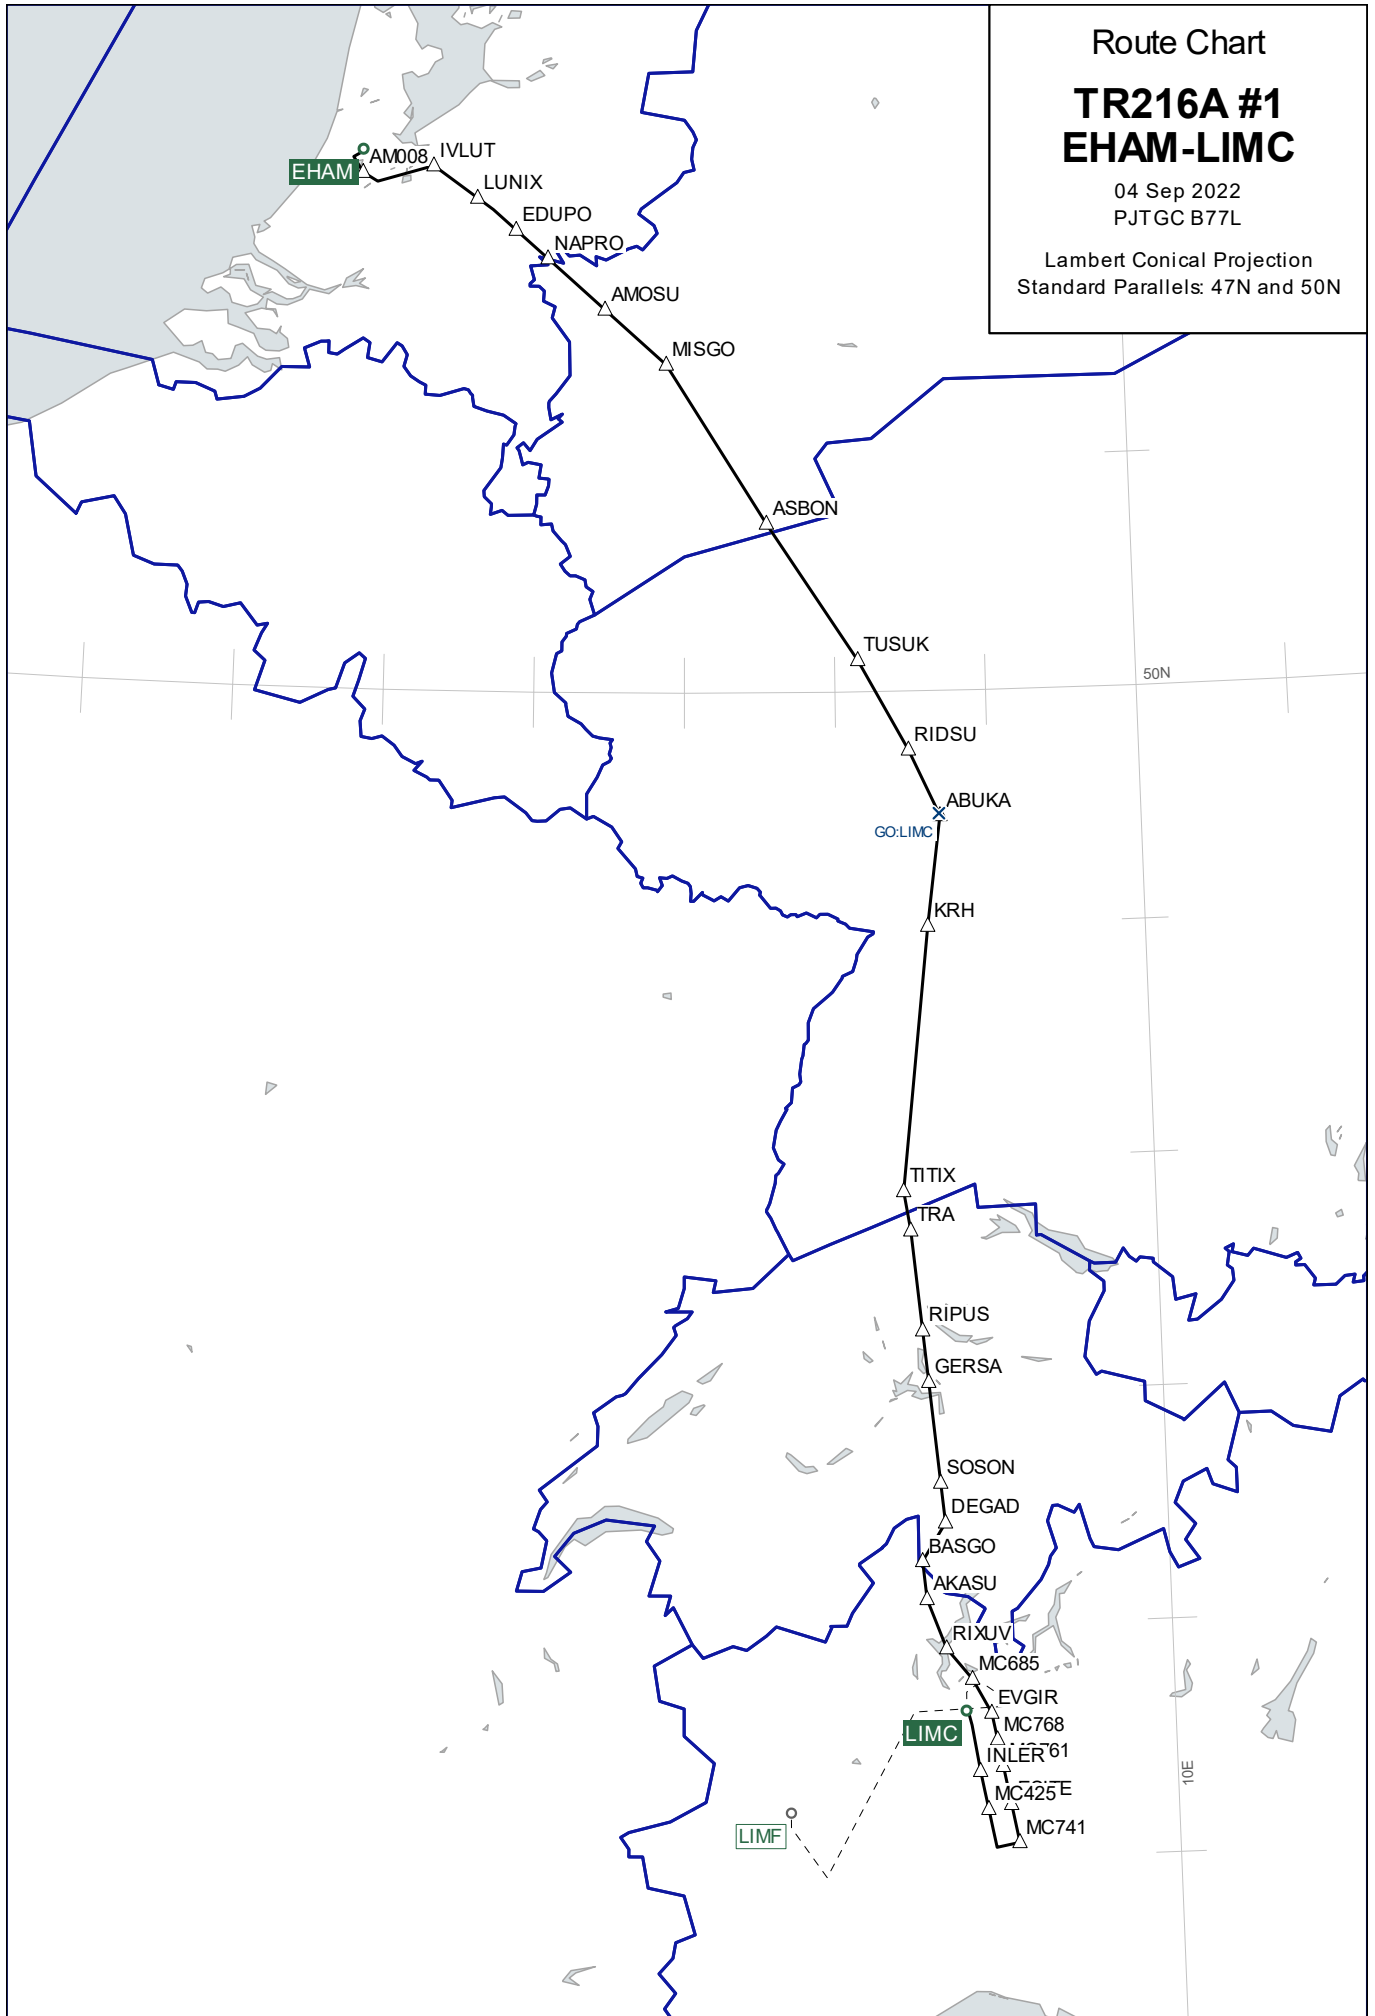 Route Chart
TR216A #1
EHAM-LIMC
04 Sep 2022
PJTGC B77L
Lambert Conical Projection
Standard Parallels: 47N and 50N
EHAM
AM008
IVLUT
LUNIX
EDUPO
NAPRO
AMOSU
MISGO
ASBON
TUSUK
50N
RIDSU
ABUKA
GO:LIMC
KRH
TITIX
TRA
RIPUS
GERSA
SOSON
DEGAD
BASGO
AKASU
RIXUV
MC685
EVGIR
LIMC
MC768
INLER
10E
MC425
MC741
LIMF